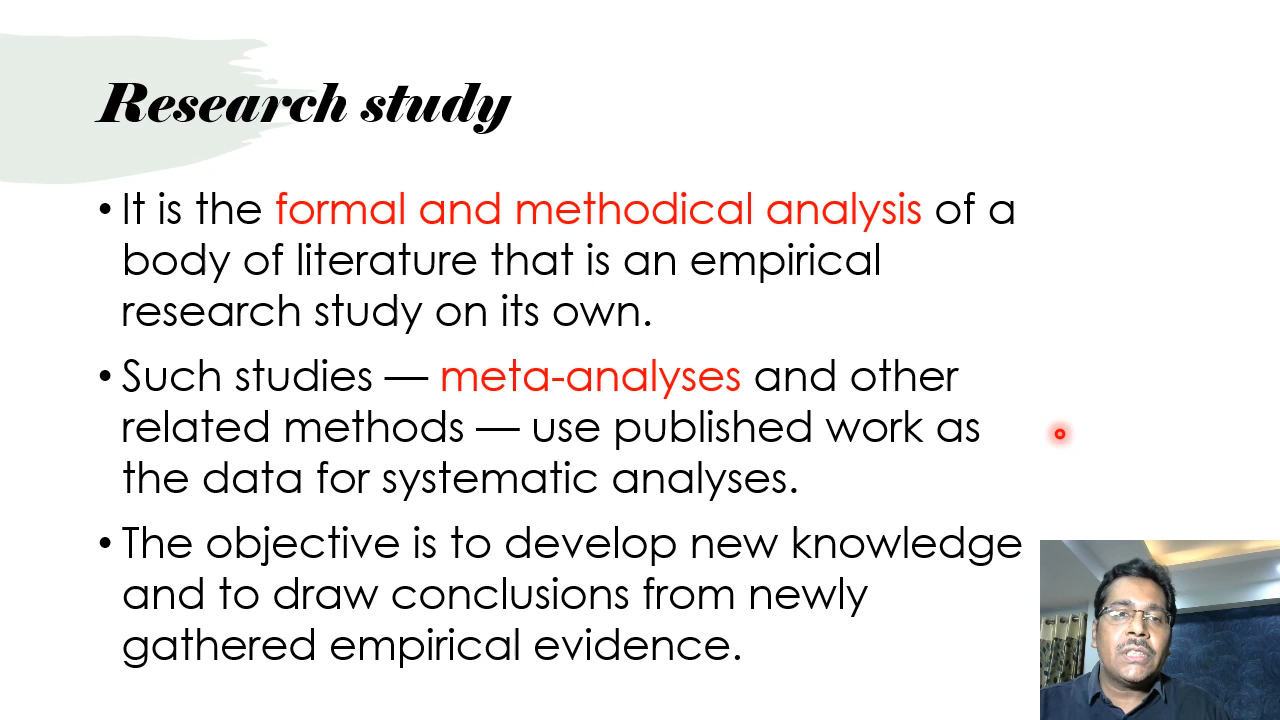 Research study
• It is the formal and methodical analysis of a
body of literature that is an empirical
research study on its own.
• Such studies — meta-analyses and other
related methods — use published work as
the data for systematic analyses.
• The objective is to develop new knowledge
and to draw conclusions from newly
gathered empirical evidence.